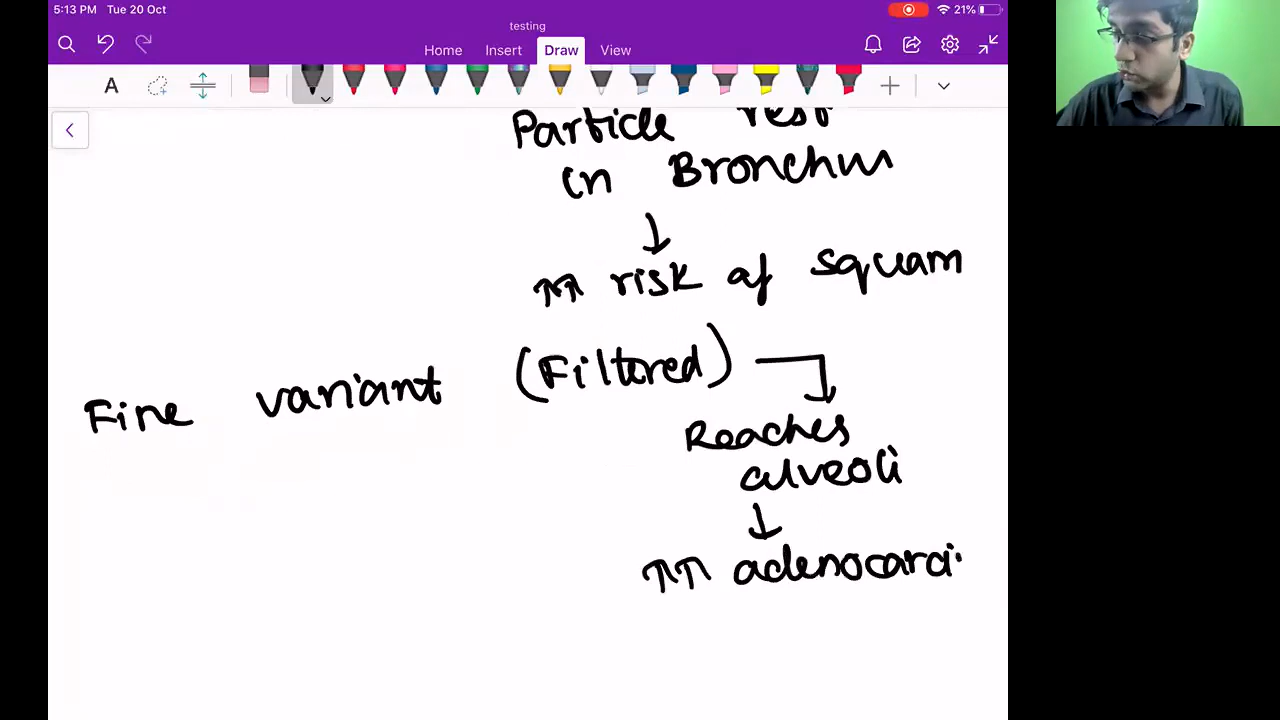 5:13 PM Tue 20 Oct
21%
testing
Home Insert Draw View
A
Particle rest
in Bronchus
↓
↑↑ risk of squam
Fine variant (Filtered)
Reaches
alveoli
↓
↑↑ adenocarci